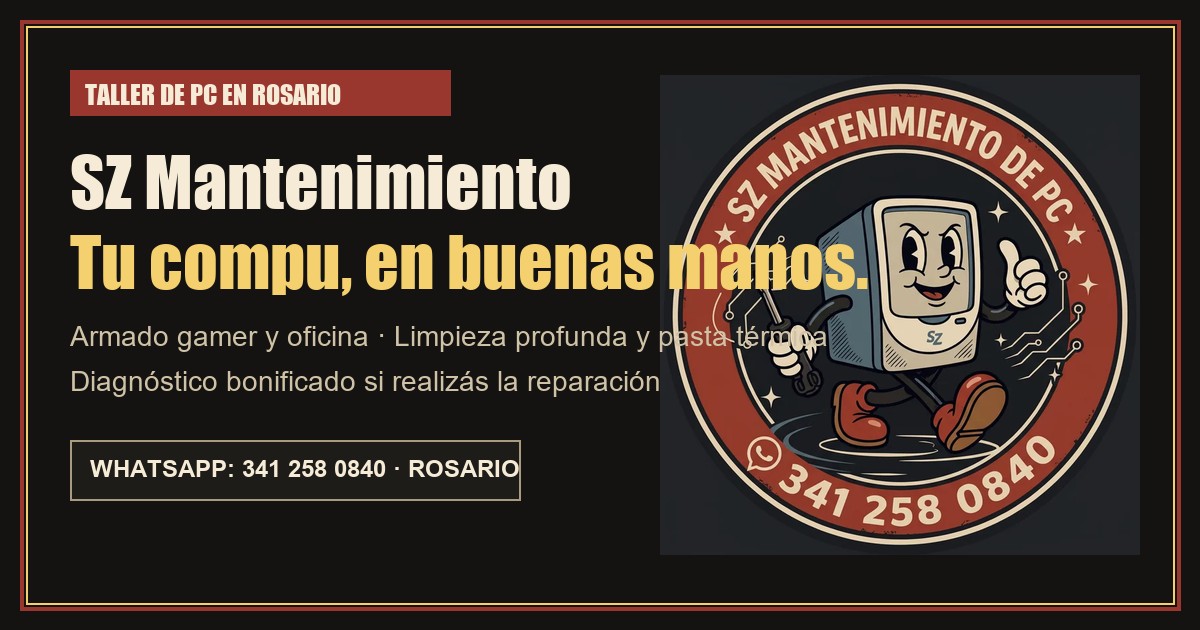 TALLER DE PC EN ROSARIO
SZ Mantenimiento
Tu compu, en buenas manos.
Armado gamer y oficina · Limpieza profunda y pasta térmica
Diagnóstico bonificado si realizás la reparación
WHATSAPP: 341 258 0840 · ROSARIO
SZ MANTENIMIENTO DE PC
SZ
341 258 0840